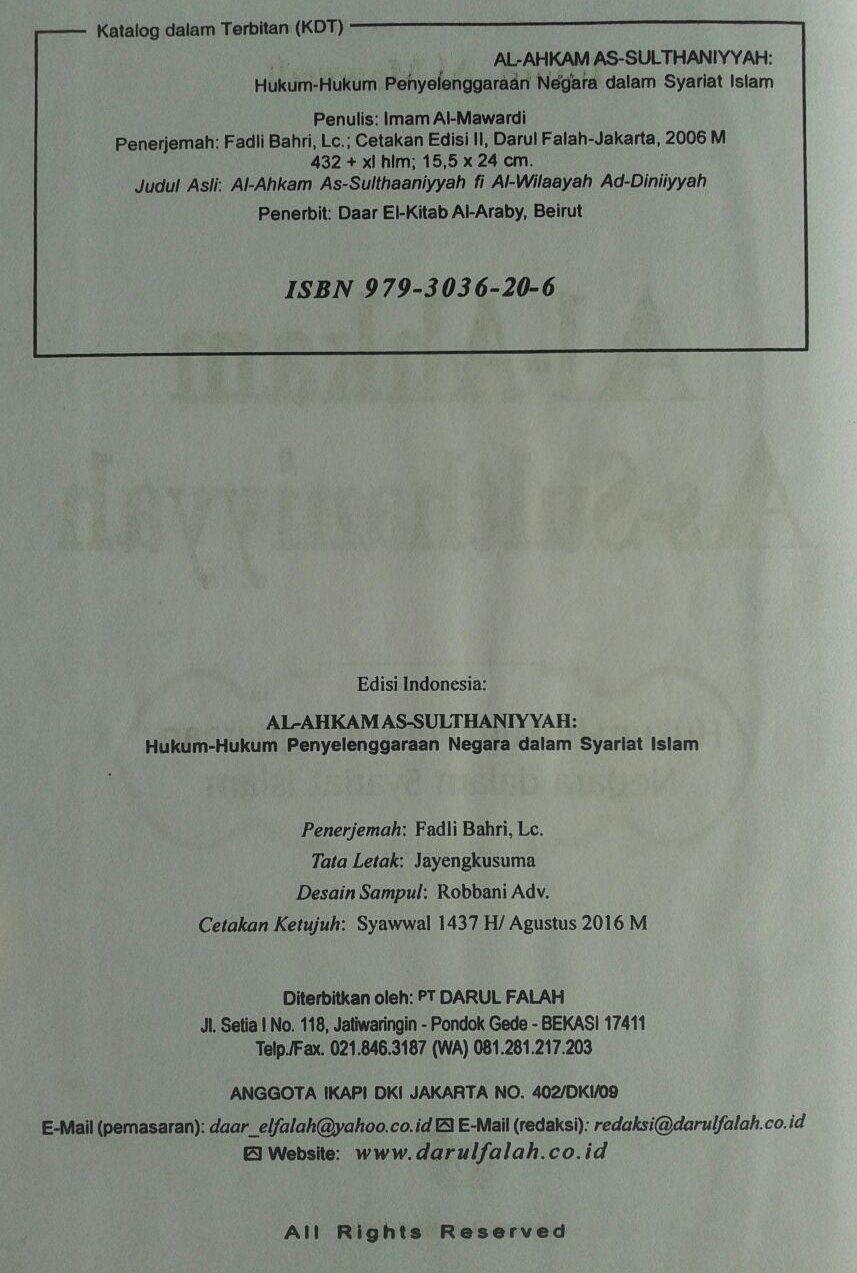 Katalog dalam Terbitan (KDT)
AL-AHKAM AS-SULTHANIYYAH:
Hukum-Hukum Penyelenggaraan Negara dalam Syariat Islam
Penulis: Imam Al-Mawardi
Penerjemah: Fadli Bahri, Lc.; Cetakan Edisi II, Darul Falah-Jakarta, 2006 M
432 + xl hlm; 15,5 x 24 cm.
Judul Asli: Al-Ahkam As-Sulthaaniyyah fi Al-Wilaayah Ad-Diniiyyah
Penerbit: Daar El-Kitab Al-Araby, Beirut
ISBN 979-3036-20-6
Edisi Indonesia:
AL-AHKAM AS-SULTHANIYYAH:
Hukum-Hukum Penyelenggaraan Negara dalam Syariat Islam
Penerjemah: Fadli Bahri, Lc.
Tata Letak: Jayengkusuma
Desain Sampul: Robbani Adv.
Cetakan Ketujuh: Syawwal 1437 H/ Agustus 2016 M
Diterbitkan oleh: PT DARUL FALAH
Jl. Setia I No. 118, Jatiwaringin - Pondok Gede - BEKASI 17411
Telp./Fax. 021.846.3187 (WA) 081.281.217.203
ANGGOTA IKAPI DKI JAKARTA NO. 402/DKI/09
E-Mail (pemasaran): daar_elfalah@yahoo.co.id E-Mail (redaksi): redaksi@darulfalah.co.id
Website: www.darulfalah.co.id
All Rights Reserved